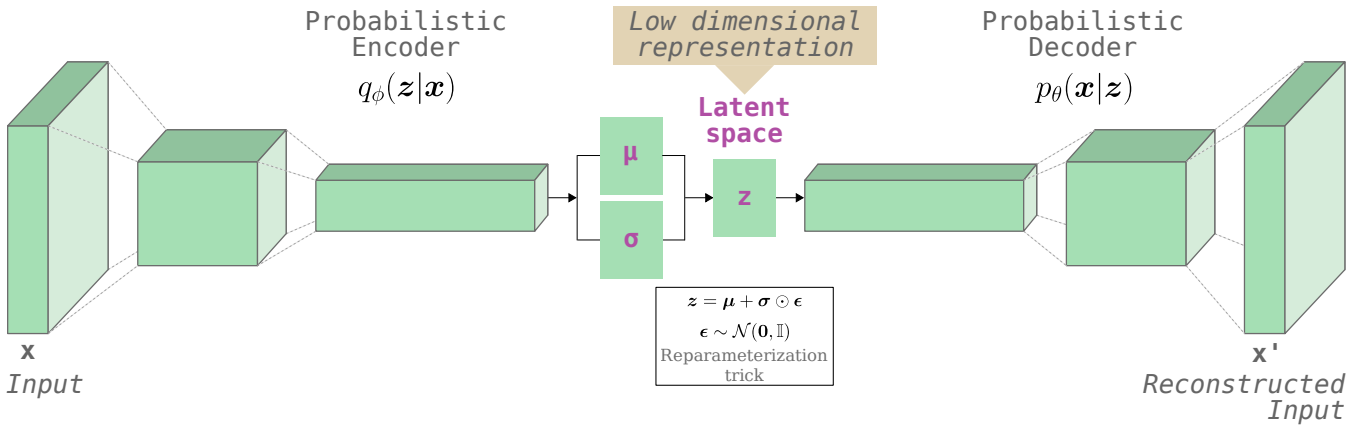 Probabilistic
Encoder
qϕ(z|x)
Low dimensional
representation
Latent
space
Probabilistic
Decoder
pθ(x|z)
μ
σ
z
z = μ + σ ⊙ ϵ
ϵ ∼ 𝒩(0, 𝕀)
Reparameterization
trick
x
Input
x'
Reconstructed
Input